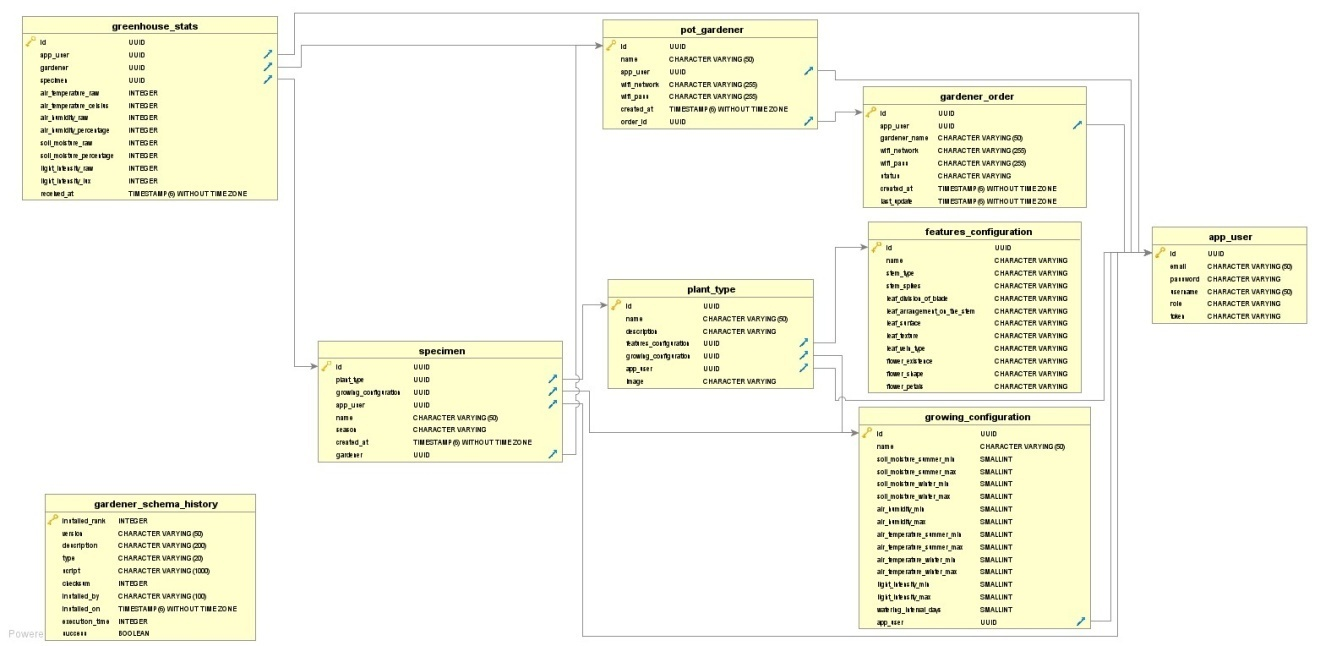 greenhouse_stats
id UUID
app_user UUID
gardener UUID
specimen UUID
air_temperature_raw INTEGER
air_temperature_celsius INTEGER
air_humidity_raw INTEGER
air_humidity_percentage INTEGER
soil_moisture_raw INTEGER
soil_moisture_percentage INTEGER
light_intensity_raw INTEGER
light_intensity_lux INTEGER
received_at TIMESTAMP(6) WITHOUT TIME ZONE
pot_gardener
id UUID
name CHARACTER VARYING(50)
app_user UUID
wifi_network CHARACTER VARYING(255)
wifi_pass CHARACTER VARYING(255)
created_at TIMESTAMP(6) WITHOUT TIME ZONE
order_id UUID
gardener_order
id UUID
app_user UUID
gardener_name CHARACTER VARYING(50)
wifi_network CHARACTER VARYING(255)
wifi_pass CHARACTER VARYING(255)
status CHARACTER VARYING
created_at TIMESTAMP(6) WITHOUT TIME ZONE
last_update TIMESTAMP(6) WITHOUT TIME ZONE
features_configuration
id UUID
name CHARACTER VARYING
stem_type CHARACTER VARYING
stem_spikes CHARACTER VARYING
leaf_division_of_blade CHARACTER VARYING
leaf_arrangement_on_the_stem CHARACTER VARYING
leaf_surface CHARACTER VARYING
leaf_texture CHARACTER VARYING
leaf_vein_type CHARACTER VARYING
flower_existence CHARACTER VARYING
flower_shape CHARACTER VARYING
flower_petals CHARACTER VARYING
app_user
id UUID
email CHARACTER VARYING(50)
password CHARACTER VARYING
username CHARACTER VARYING(50)
role CHARACTER VARYING
token CHARACTER VARYING
plant_type
id UUID
name CHARACTER VARYING(50)
description CHARACTER VARYING
features_configuration UUID
growing_configuration UUID
app_user UUID
image CHARACTER VARYING
specimen
id UUID
plant_type UUID
growing_configuration UUID
app_user UUID
name CHARACTER VARYING(50)
season CHARACTER VARYING
created_at TIMESTAMP(6) WITHOUT TIME ZONE
gardener UUID
growing_configuration
id UUID
name CHARACTER VARYING(50)
soil_moisture_summer_min SMALLINT
soil_moisture_summer_max SMALLINT
soil_moisture_winter_min SMALLINT
soil_moisture_winter_max SMALLINT
air_humidity_min SMALLINT
air_humidity_max SMALLINT
air_temperature_summer_min SMALLINT
air_temperature_summer_max SMALLINT
air_temperature_winter_min SMALLINT
air_temperature_winter_max SMALLINT
light_intensity_min SMALLINT
light_intensity_max SMALLINT
watering_interval_days SMALLINT
app_user UUID
gardener_schema_history
installed_rank INTEGER
version CHARACTER VARYING(50)
description CHARACTER VARYING(200)
type CHARACTER VARYING(20)
script CHARACTER VARYING(1000)
checksum INTEGER
installed_by CHARACTER VARYING(100)
installed_on TIMESTAMP(6) WITHOUT TIME ZONE
execution_time INTEGER
success BOOLEAN
Powere